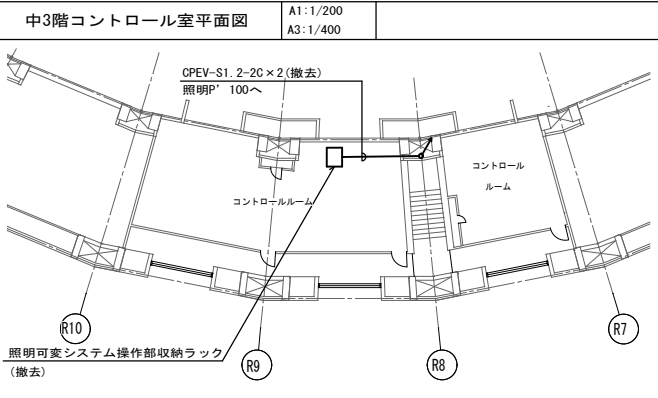 中3階コントロール室平面図
A1:1/200
A3:1/400
CPEV-S1.2-2C×2(撤去)
照明P' 100へ
コントロールルーム
コントロール
ルーム
R10
R9
R8
R7
照明可変システム操作部収納ラック
(撤去)